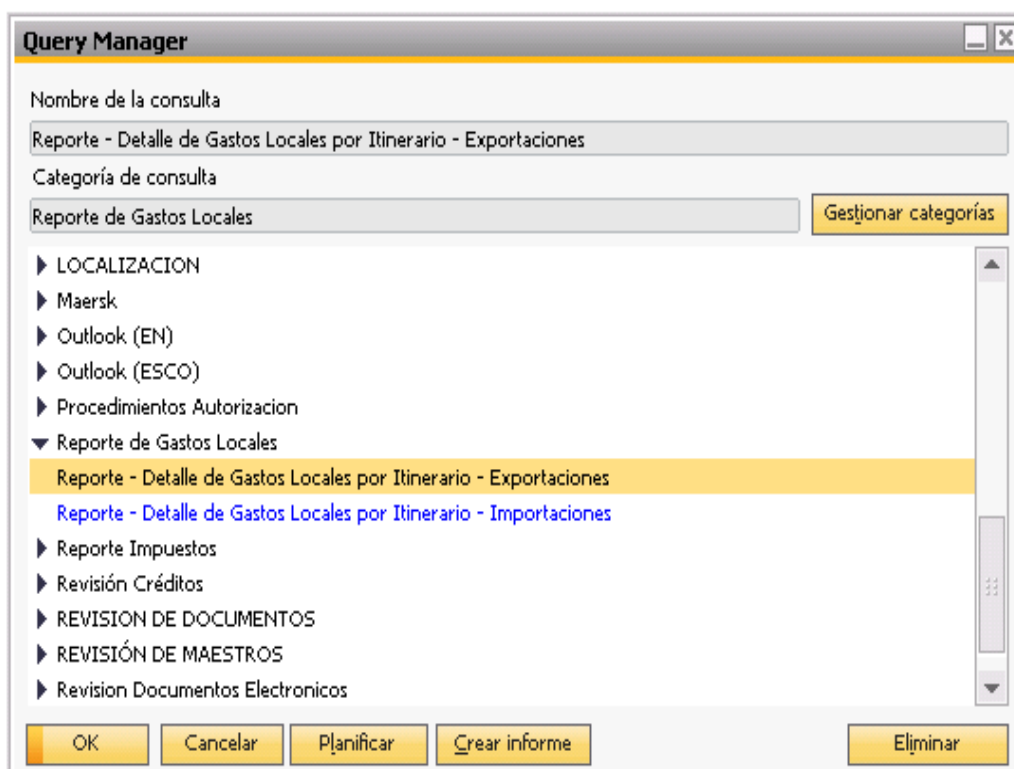 Query Manager
Nombre de la consulta
Reporte - Detalle de Gastos Locales por Itinerario - Exportaciones
Categoría de consulta
Reporte de Gastos Locales
Gestionar categorías
LOCALIZACION
Maersk
Outlook (EN)
Outlook (ESCO)
Procedimientos Autorizacion
Reporte de Gastos Locales
Reporte - Detalle de Gastos Locales por Itinerario - Exportaciones
Reporte - Detalle de Gastos Locales por Itinerario - Importaciones
Reporte Impuestos
Revisión Créditos
REVISION DE DOCUMENTOS
REVISIÓN DE MAESTROS
Revision Documentos Electronicos
OK Cancelar Planificar Crear informe Eliminar